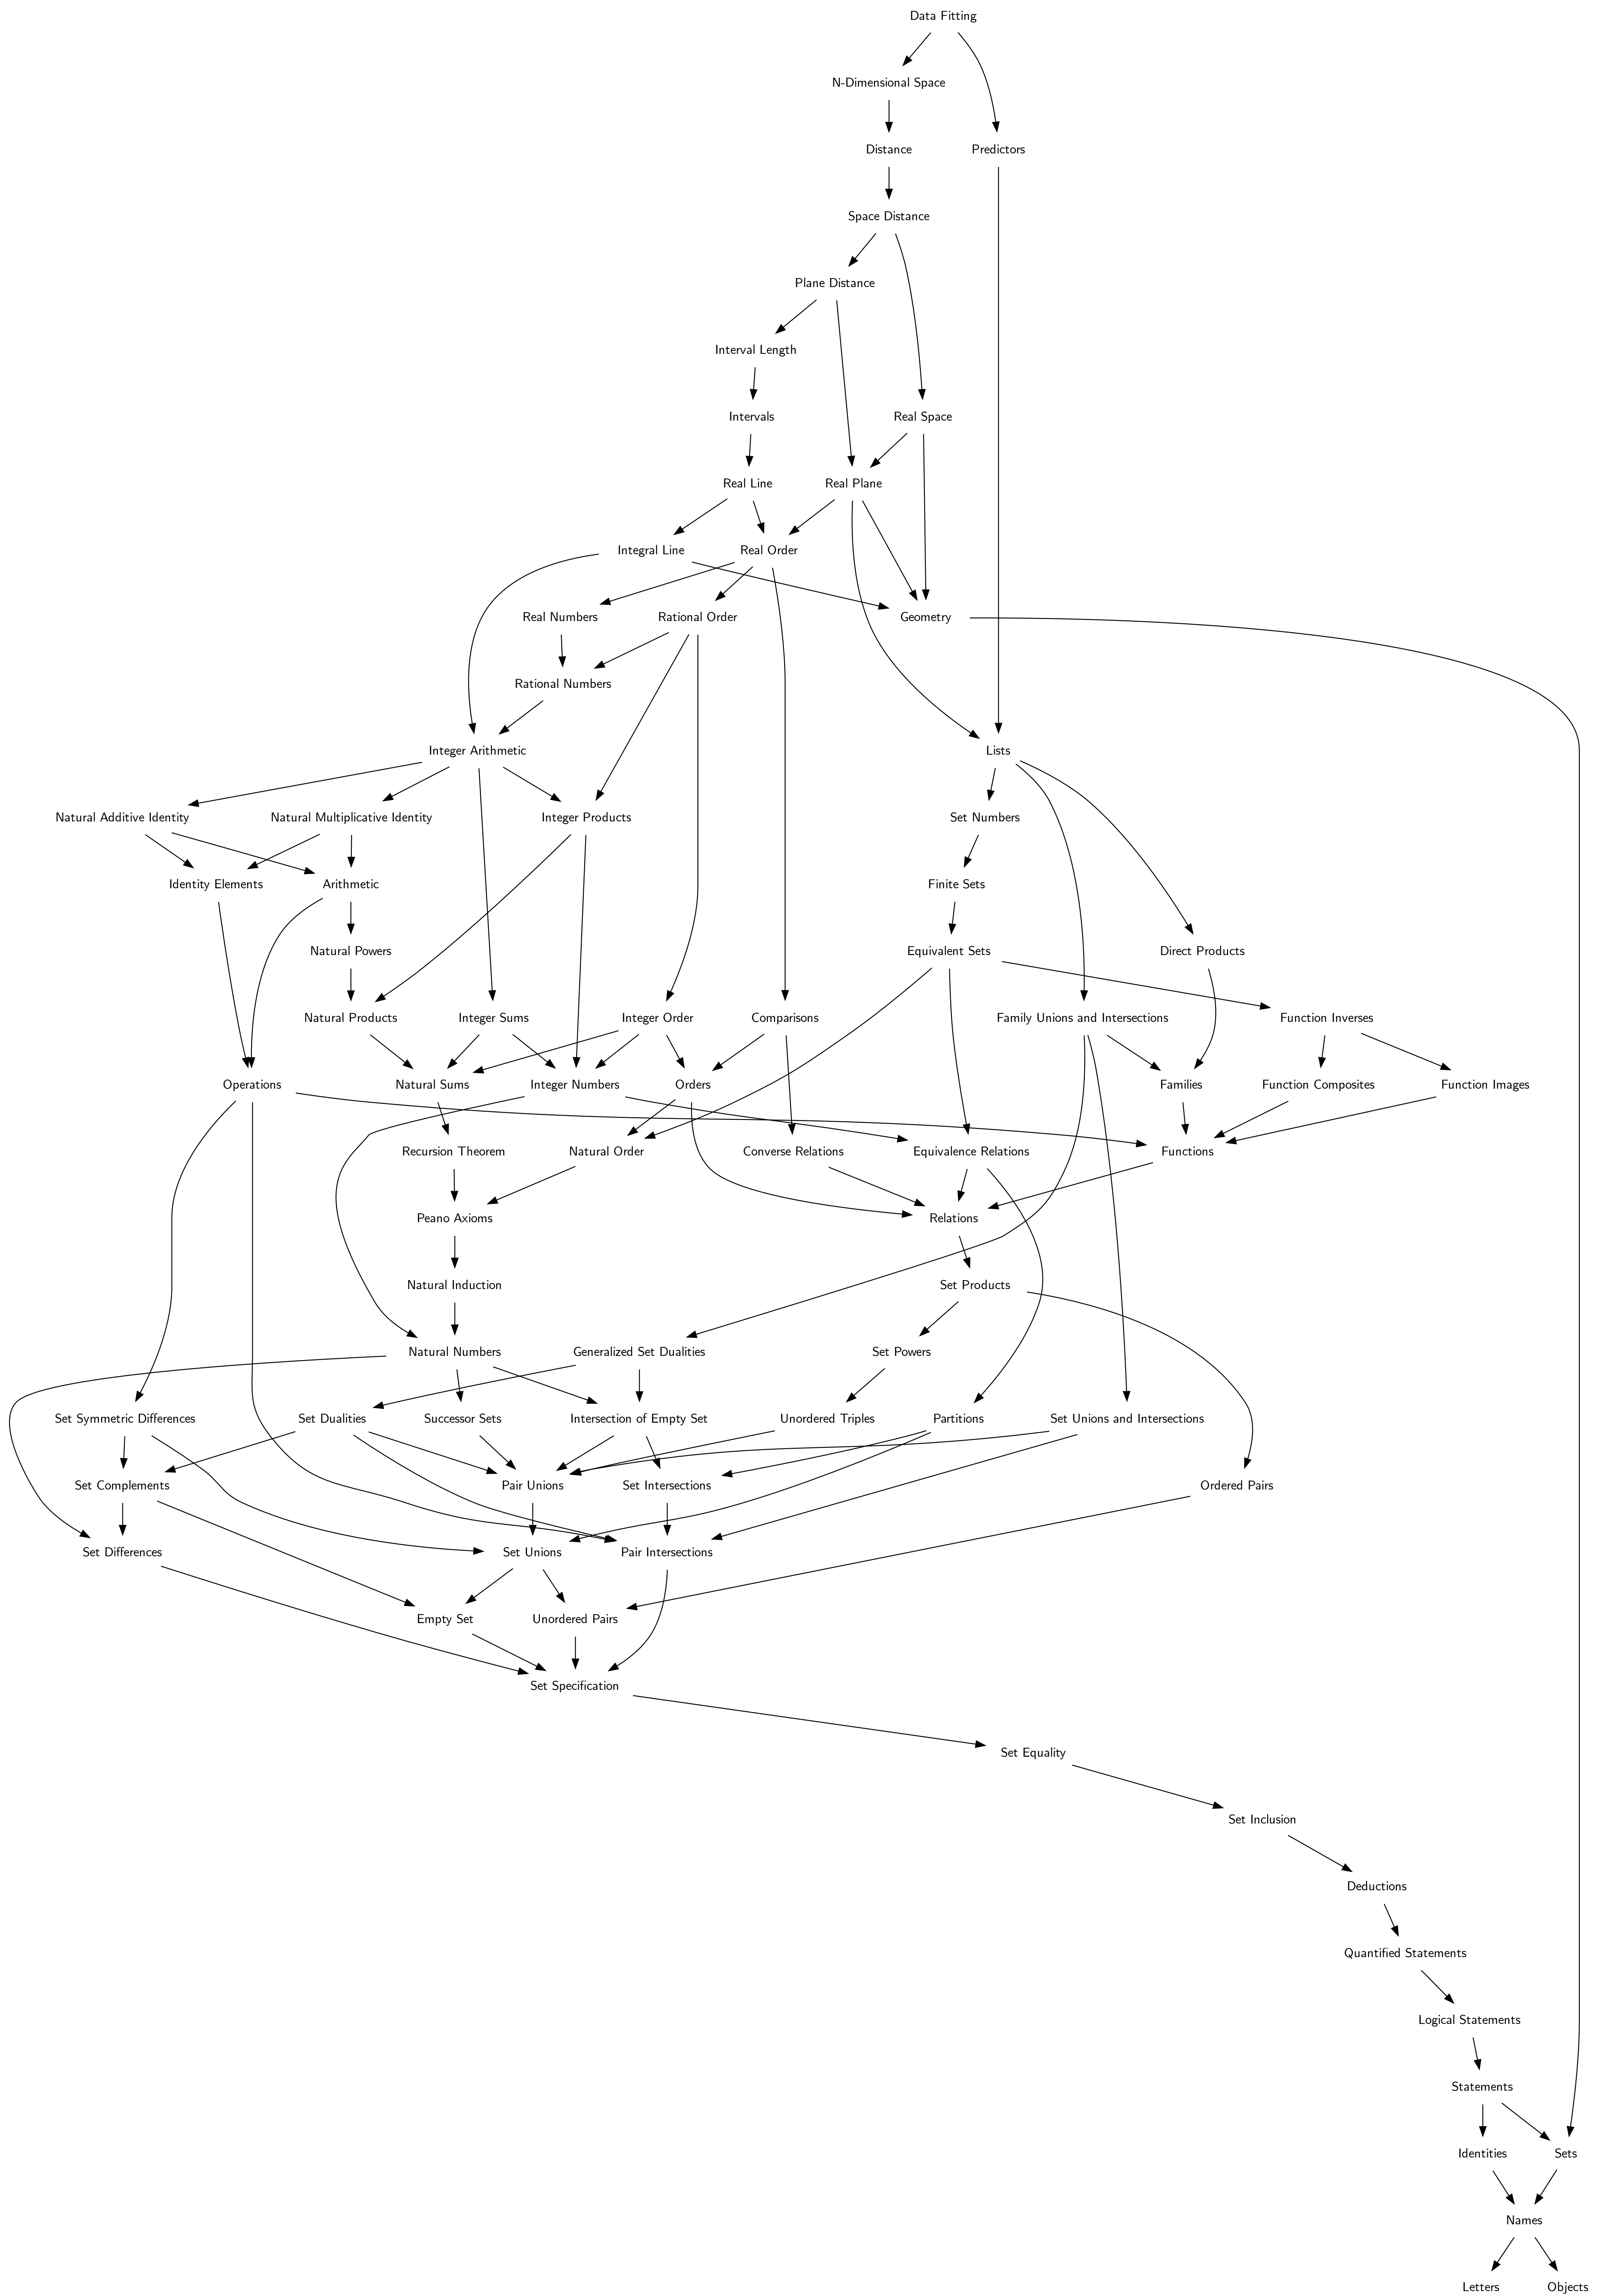 Data Fitting
N-Dimensional Space
Distance
Predictors
Space Distance
Plane Distance
Interval Length
Intervals
Real Space
Real Line
Real Plane
Integral Line
Real Order
Real Numbers
Rational Order
Geometry
Rational Numbers
Integer Arithmetic
Lists
Natural Additive Identity
Natural Multiplicative Identity
Integer Products
Set Numbers
Identity Elements
Arithmetic
Finite Sets
Natural Powers
Equivalent Sets
Direct Products
Natural Products
Integer Sums
Integer Order
Comparisons
Family Unions and Intersections
Function Inverses
Operations
Natural Sums
Integer Numbers
Orders
Families
Function Composites
Function Images
Recursion Theorem
Natural Order
Converse Relations
Equivalence Relations
Functions
Peano Axioms
Relations
Natural Induction
Set Products
Natural Numbers
Generalized Set Dualities
Set Powers
Set Symmetric Differences
Set Dualities
Successor Sets
Intersection of Empty Set
Unordered Triples
Partitions
Set Unions and Intersections
Set Complements
Pair Unions
Set Intersections
Ordered Pairs
Set Differences
Set Unions
Pair Intersections
Empty Set
Unordered Pairs
Set Specification
Set Equality
Set Inclusion
Deductions
Quantified Statements
Logical Statements
Statements
Identities
Sets
Names
Letters
Objects